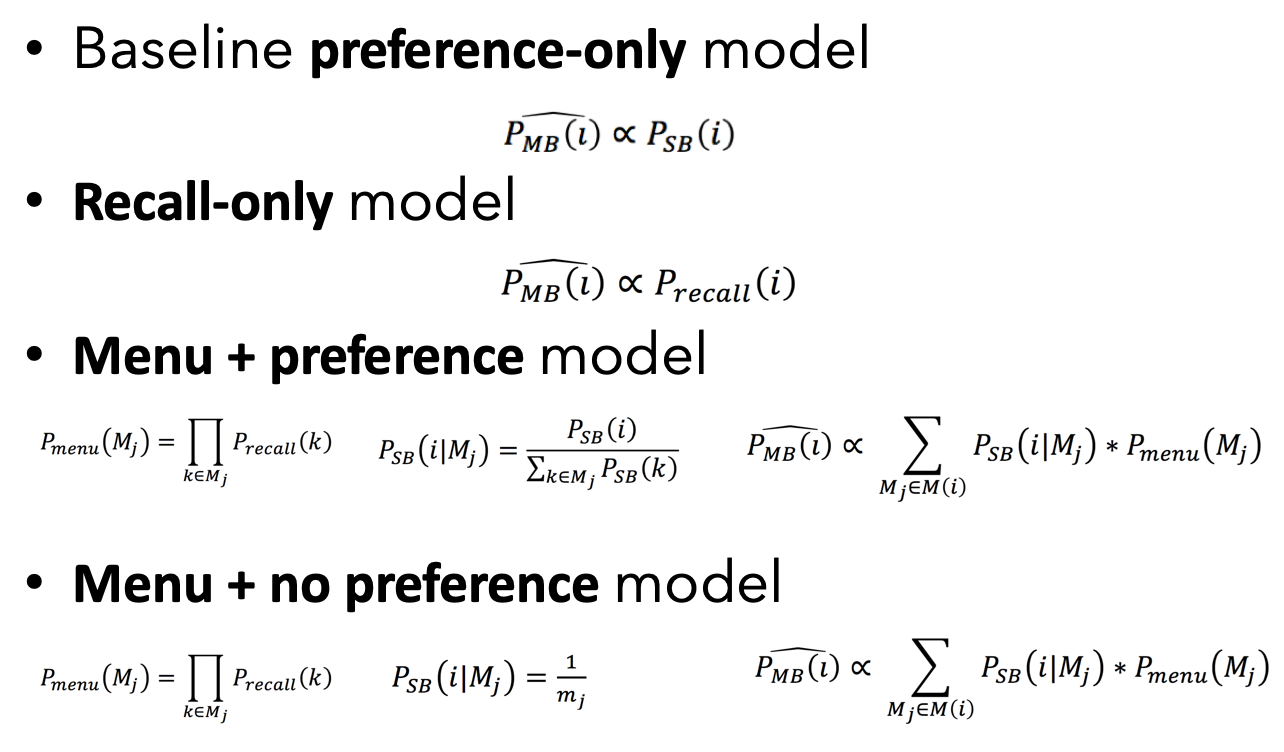 • Baseline preference-only model
$\widehat{P_{MB}(\imath)} \propto P_{SB}(i)$
• Recall-only model
$\widehat{P_{MB}(\imath)} \propto P_{recall}(i)$
• Menu + preference model
$P_{menu}(M_j) = \prod_{k \in M_j} P_{recall}(k)$ $P_{SB}(i|M_j) = \frac{P_{SB}(i)}{\sum_{k \in M_j} P_{SB}(k)}$ $\widehat{P_{MB}(\imath)} \propto \sum_{M_j \in M(i)} P_{SB}(i|M_j) * P_{menu}(M_j)$
• Menu + no preference model
$P_{menu}(M_j) = \prod_{k \in M_j} P_{recall}(k)$ $P_{SB}(i|M_j) = \frac{1}{m_j}$ $\widehat{P_{MB}(\imath)} \propto \sum_{M_j \in M(i)} P_{SB}(i|M_j) * P_{menu}(M_j)$